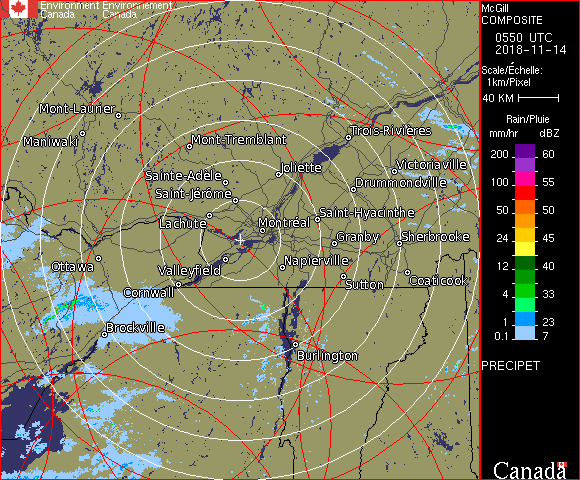 Environment Environnement
Canada Canada
McGill
COMPOSITE
0550 UTC
2018-11-14
Scale/Échelle:
1km/Pixel
40 KM
Rain/Pluie
mm/hr dBZ
200 60
150 57
100 55
50 50
24 45
12 40
4 33
1 23
0.1 7
PRECIPET
Canada
Mont-Laurier
Maniwaki
Mont-Tremblant
Trois-Rivières
Sainte-Adèle
Joliette
Victoriaville
Saint-Jérôme
Drummondville
Lachute
Montréal
Saint-Hyacinthe
Granby
Sherbrooke
Ottawa
Valleyfield
Napierville
Cornwall
Sutton
Coaticook
Brockville
Burlington